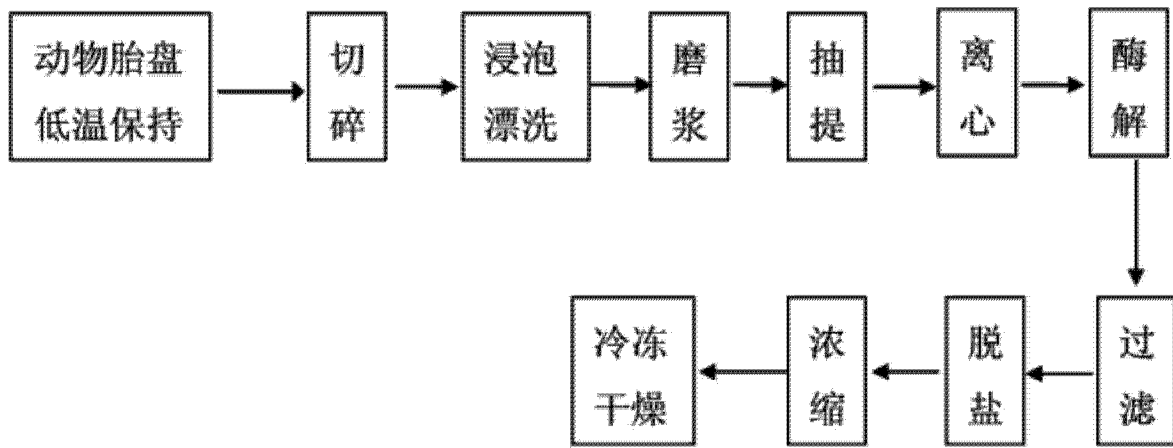 动物胎盘
低温保持
切
碎
浸泡
漂洗
磨
浆
抽
提
离
心
酶
解
过
滤
脱
盐
浓
缩
冷冻
干燥